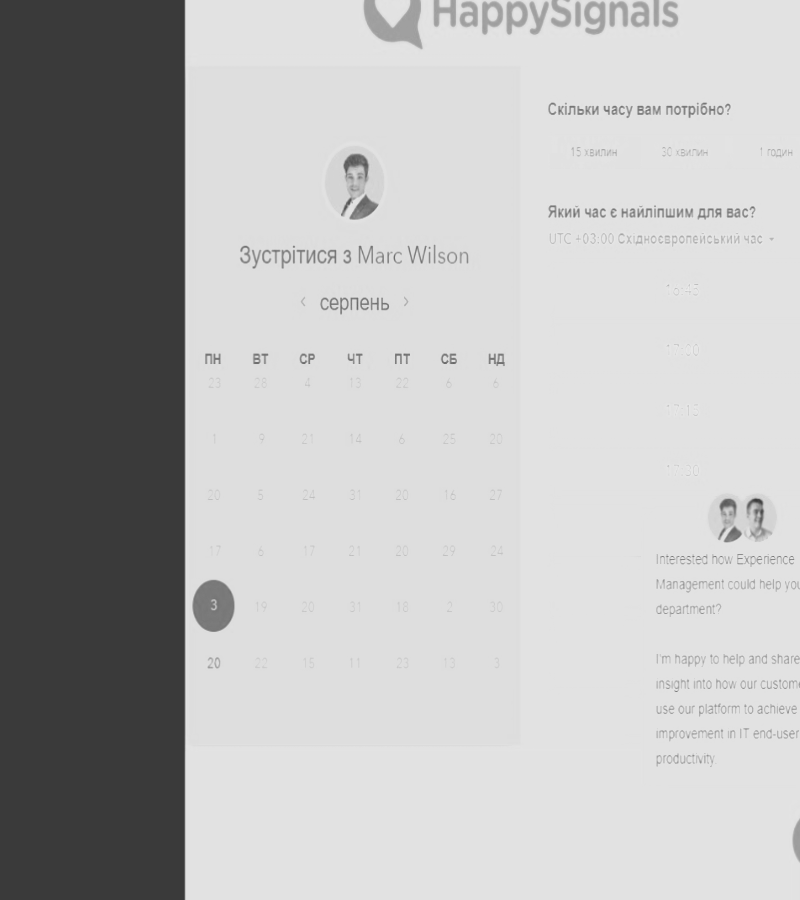 HappySignals
Зустрітися з Marc Wilson
‹ серпень ›
ПН ВТ СР ЧТ ПТ СБ НД
23 28 4 13 22 6 6
1 9 21 14 6 25 20
20 5 24 31 20 16 27
17 6 17 21 20 29 24
3 19 20 31 18 2 30
20 22 15 11 23 13 3
Скільки часу вам потрібно?
15 хвилин 30 хвилин 1 годин
Який час є найліпшим для вас?
UTC +03:00 Східноєвропейський час
16:45
17:00
17:15
17:30
Interested how Experience
Management could help you
department?
I'm happy to help and share
insight into how our custome
use our platform to achieve
improvement in IT end-user
productivity.